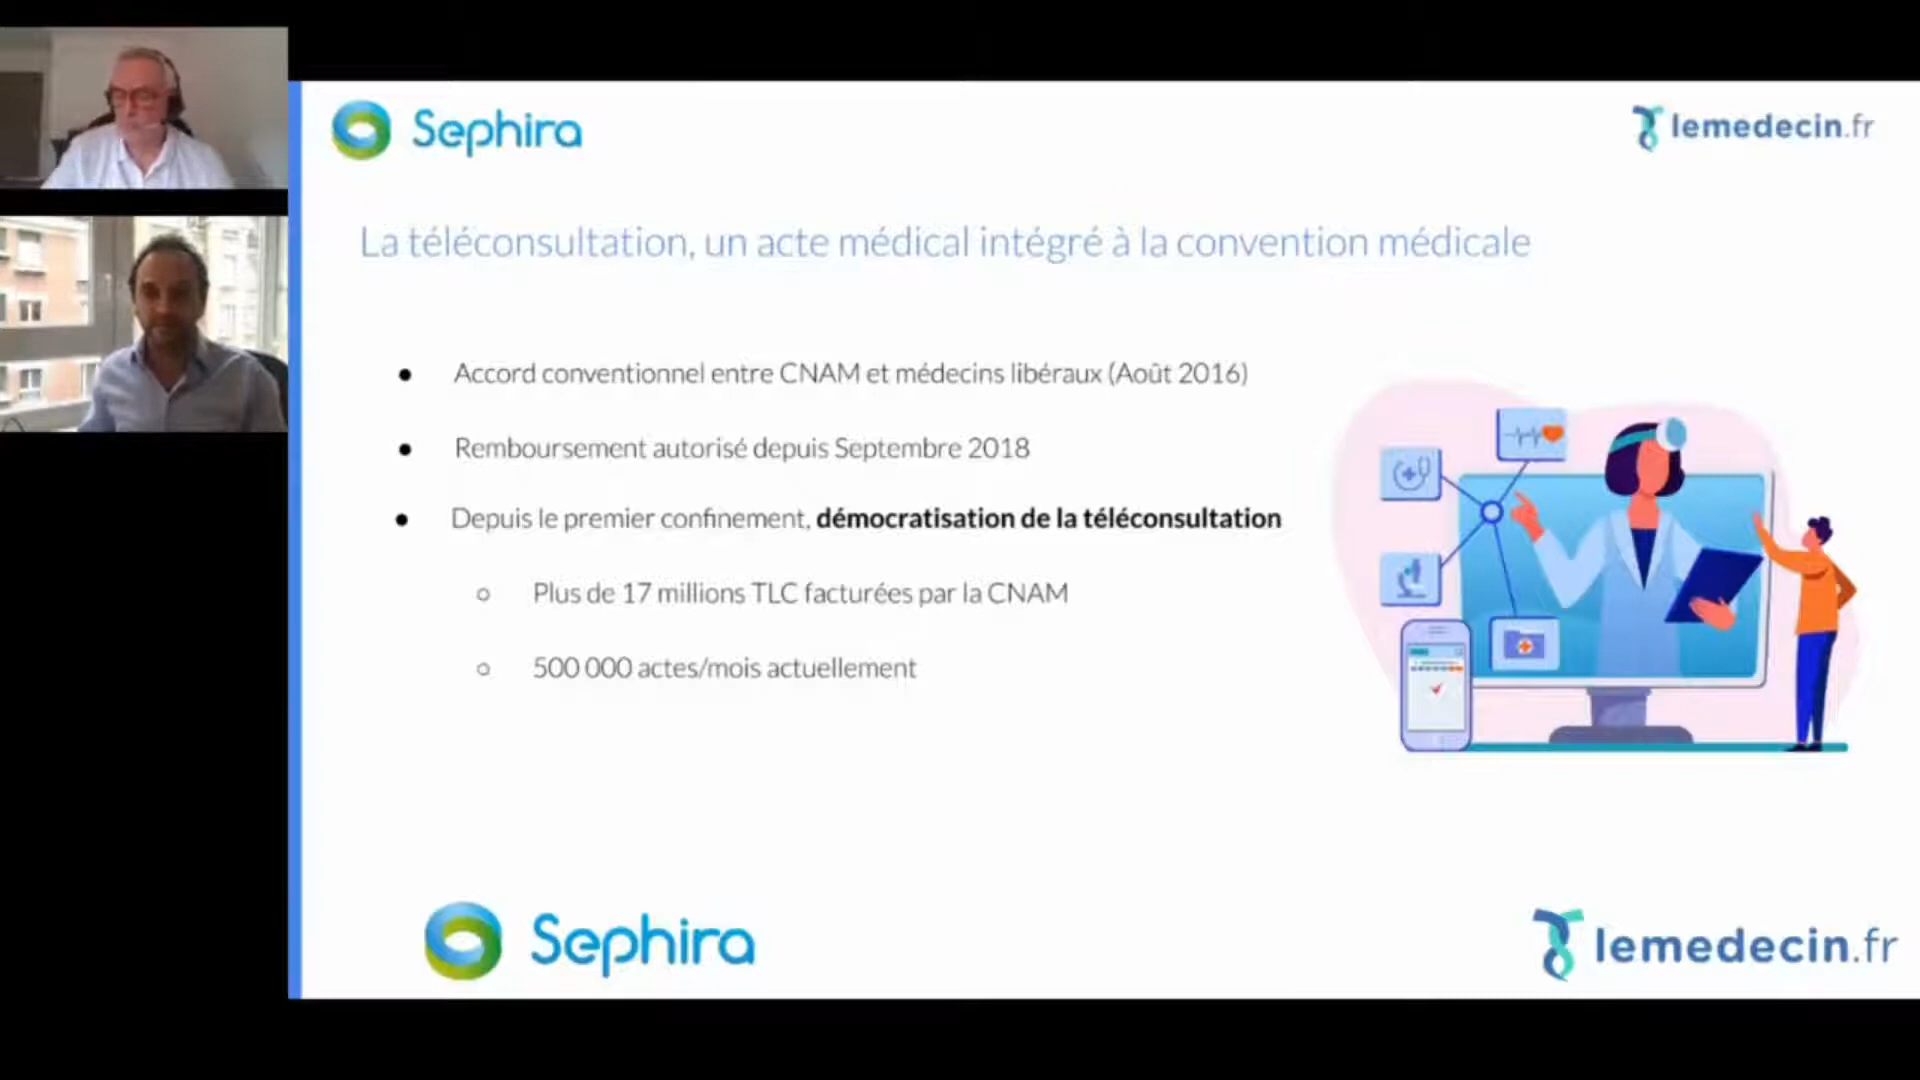 Sephira
lemedecin.fr
La téléconsultation, un acte médical intégré à la convention médicale
● Accord conventionnel entre CNAM et médecins libéraux (Août 2016)
● Remboursement autorisé depuis Septembre 2018
● Depuis le premier confinement, démocratisation de la téléconsultation
○ Plus de 17 millions TLC facturées par la CNAM
○ 500 000 actes/mois actuellement
Sephira
lemedecin.fr